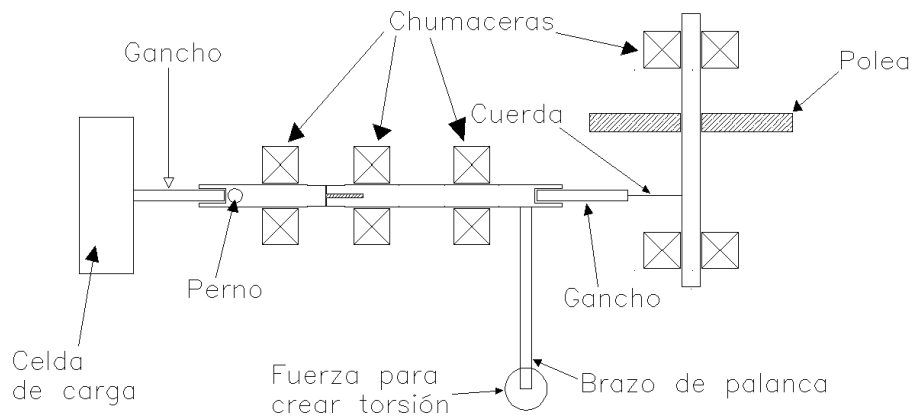 Chumaceras
Gancho
Polea
Cuerda
Perno
Gancho
Celda
de carga
Fuerza para
crear torsión
Brazo de palanca